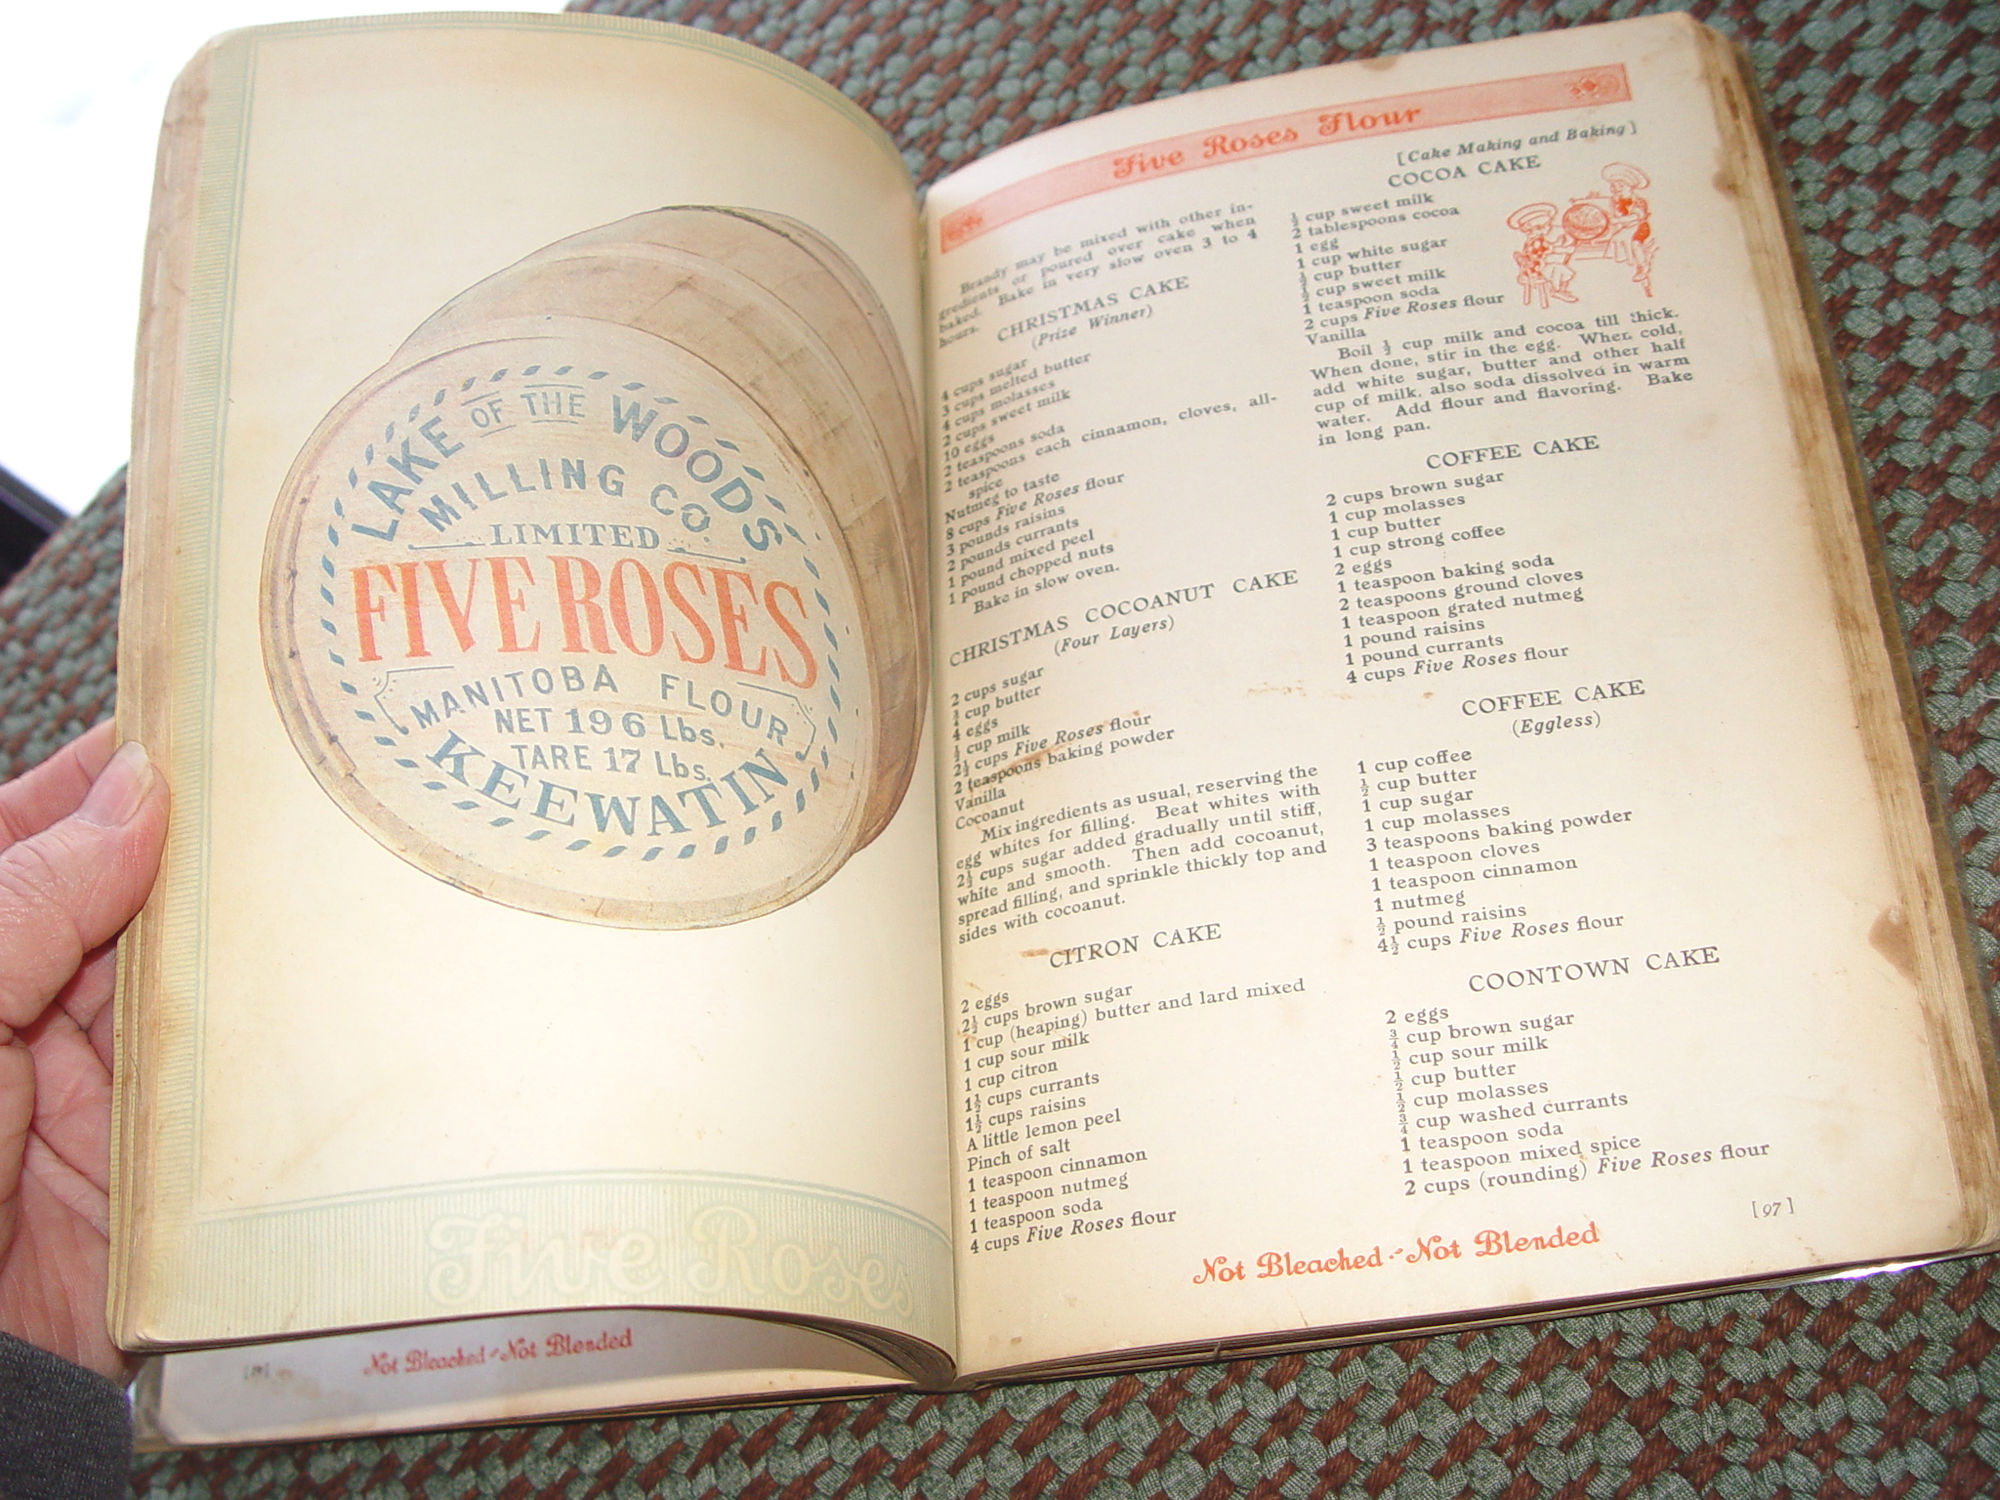 LAKE OF THE WOODS
MILLING CO.
LIMITED
FIVE ROSES
MANITOBA FLOUR
NET 196 Lbs.
TARE 17 Lbs.
KEEWATIN
Five Roses
Not Bleached - Not Blended
Five Roses Flour
[Cake Making and Baking]
Brandy may be mixed with other in-
gredients or poured over cake when
baked. Bake in very slow oven 3 to 4
hours.
CHRISTMAS CAKE
(Prize Winner)
4 cups sugar
3 cups melted butter
4 cups molasses
2 cups sweet milk
10 eggs
2 teaspoons soda
2 teaspoons each cinnamon, cloves, all-
spice
Nutmeg to taste
8 cups Five Roses flour
3 pounds raisins
2 pounds currants
1 pound mixed peel
1 pound chopped nuts
Bake in slow oven.
CHRISTMAS COCOANUT CAKE
(Four Layers)
2 cups sugar
cup butter
4 eggs
½ cup milk
2½ cups Five Roses flour
2 teaspoons baking powder
Vanilla
Cocoanut
Mix ingredients as usual, reserving the
egg whites for filling. Beat whites with
2½ cups sugar added gradually until stiff,
white and smooth. Then add cocoanut,
spread filling, and sprinkle thickly top and
sides with cocoanut.
CITRON CAKE
2 eggs
2½ cups brown sugar
1 cup (heaping) butter and lard mixed
1 cup sour milk
1 cup citron
1½ cups currants
1½ cups raisins
A little lemon peel
Pinch of salt
1 teaspoon cinnamon
1 teaspoon nutmeg
1 teaspoon soda
4 cups Five Roses flour
COCOA CAKE
½ cup sweet milk
2 tablespoons cocoa
1 egg
1 cup white sugar
½ cup butter
½ cup sweet milk
1 teaspoon soda
2 cups Five Roses flour
Vanilla
Boil ½ cup milk and cocoa till thick.
When done, stir in the egg. When cold,
add white sugar, butter and other half
cup of milk, also soda dissolved in warm
water. Add flour and flavoring. Bake
in long pan.
COFFEE CAKE
2 cups brown sugar
1 cup molasses
1 cup butter
1 cup strong coffee
2 eggs
1 teaspoon baking soda
2 teaspoons ground cloves
1 teaspoon grated nutmeg
1 pound raisins
1 pound currants
4 cups Five Roses flour
COFFEE CAKE
(Eggless)
1 cup coffee
½ cup butter
1 cup sugar
1 cup molasses
3 teaspoons baking powder
1 teaspoon cloves
1 teaspoon cinnamon
1 nutmeg
½ pound raisins
4½ cups Five Roses flour
COONTOWN CAKE
2 eggs
¾ cup brown sugar
½ cup sour milk
½ cup butter
½ cup molasses
¾ cup washed currants
1 teaspoon soda
1 teaspoon mixed spice
2 cups (rounding) Five Roses flour
[97]
Not Bleached - Not Blended